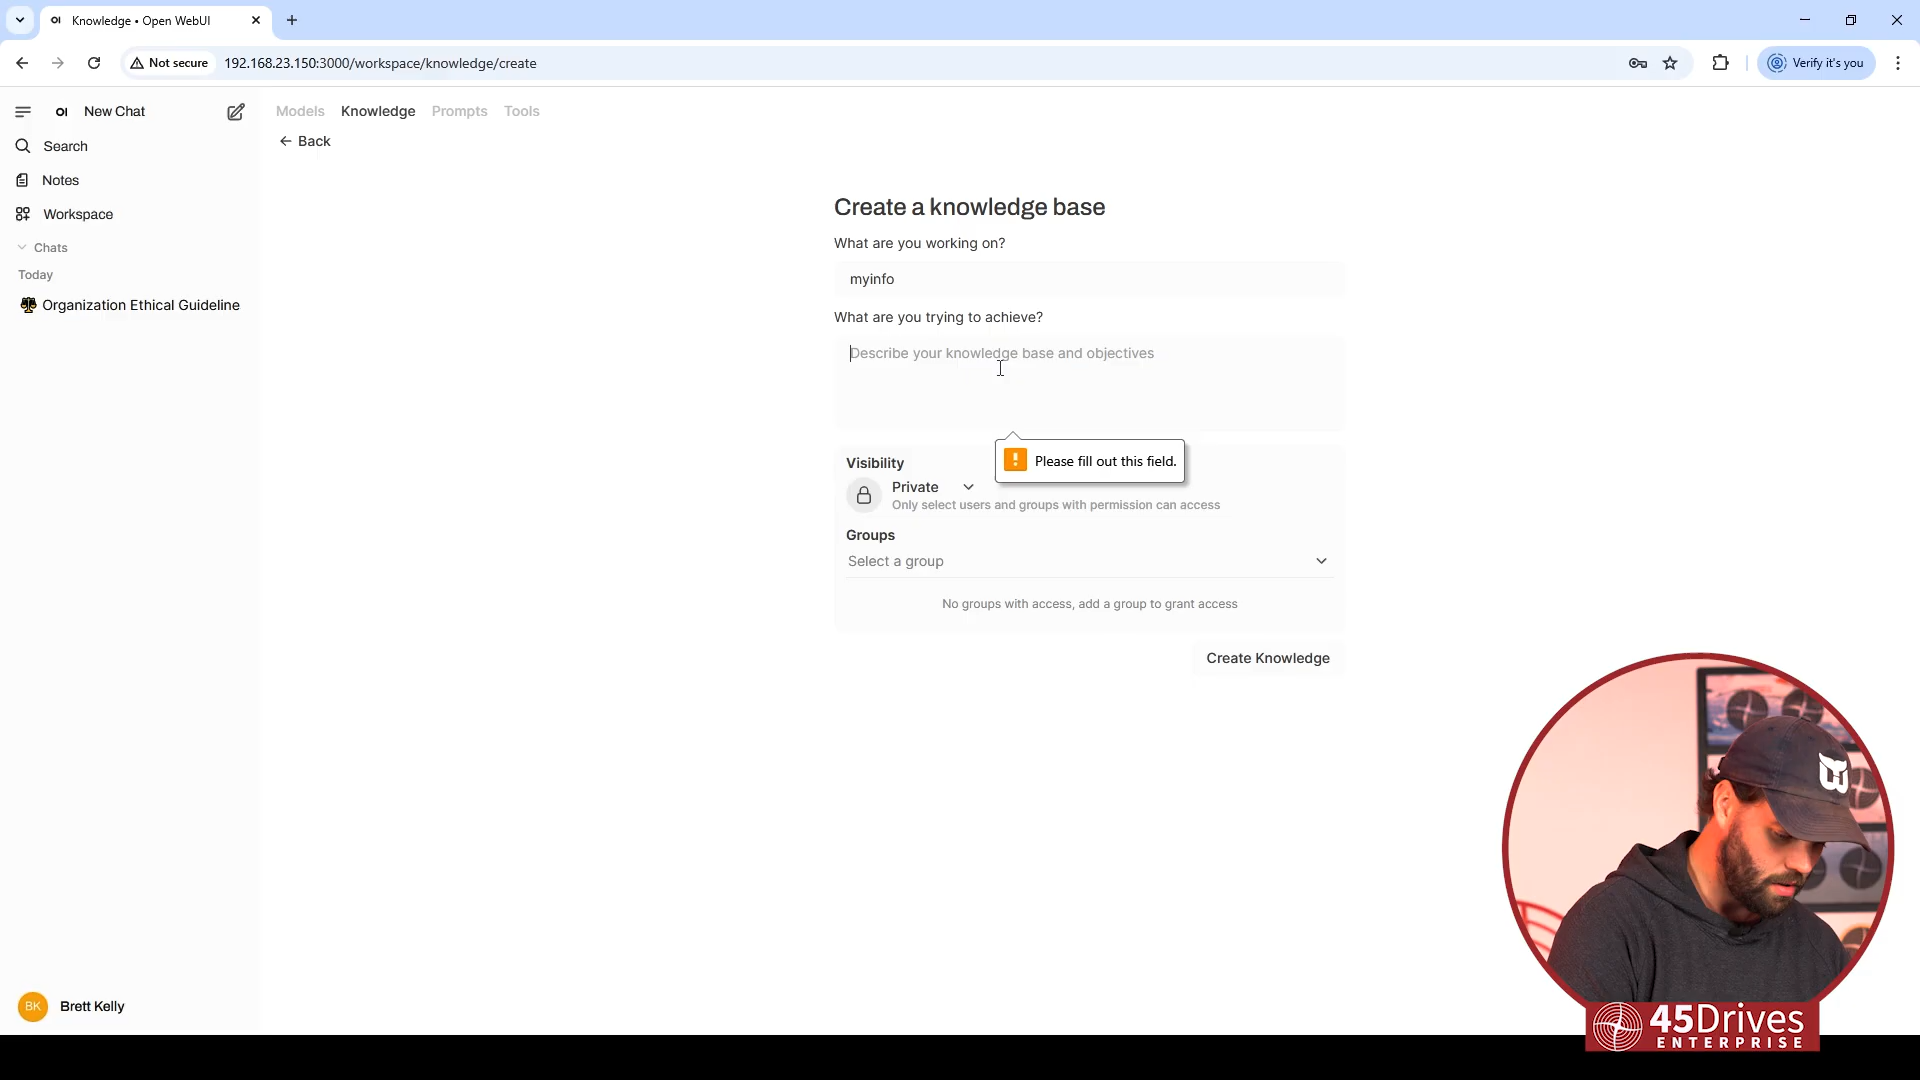 Knowledge • Open WebUI
Not secure
192.168.23.150:3000/workspace/knowledge/create
Verify it's you
OI New Chat
Models Knowledge Prompts Tools
Back
Search
Notes
Workspace
Chats
Today
Organization Ethical Guideline
Create a knowledge base
What are you working on?
myinfo
What are you trying to achieve?
Describe your knowledge base and objectives
Please fill out this field.
Visibility
Private
Only select users and groups with permission can access
Groups
Select a group
No groups with access, add a group to grant access
Create Knowledge
BK Brett Kelly
45Drives
ENTERPRISE